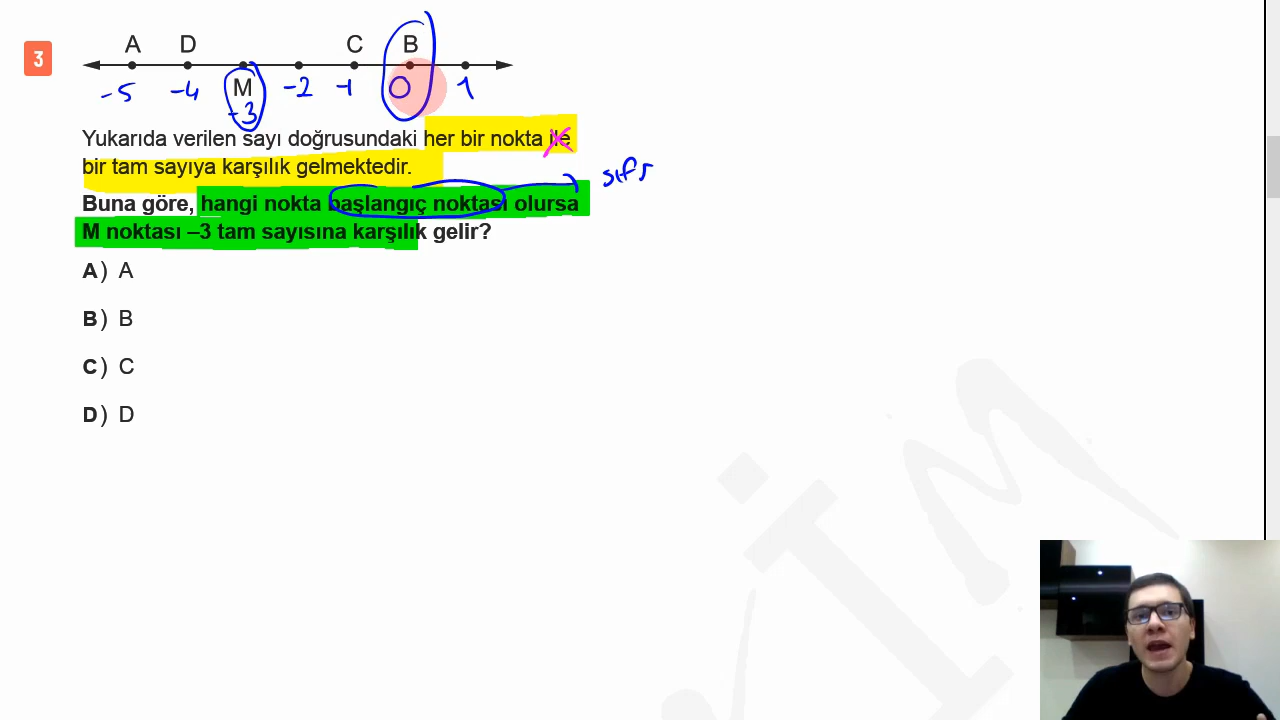 3
A D C B
-5 -4 M -2 -1 0 1
-3
Yukarıda verilen sayı doğrusundaki her bir nokta ile
bir tam sayıya karşılık gelmektedir.
sıfır
Buna göre, hangi nokta başlangıç noktası olursa
M noktası –3 tam sayısına karşılık gelir?
A) A
B) B
C) C
D) D
İM